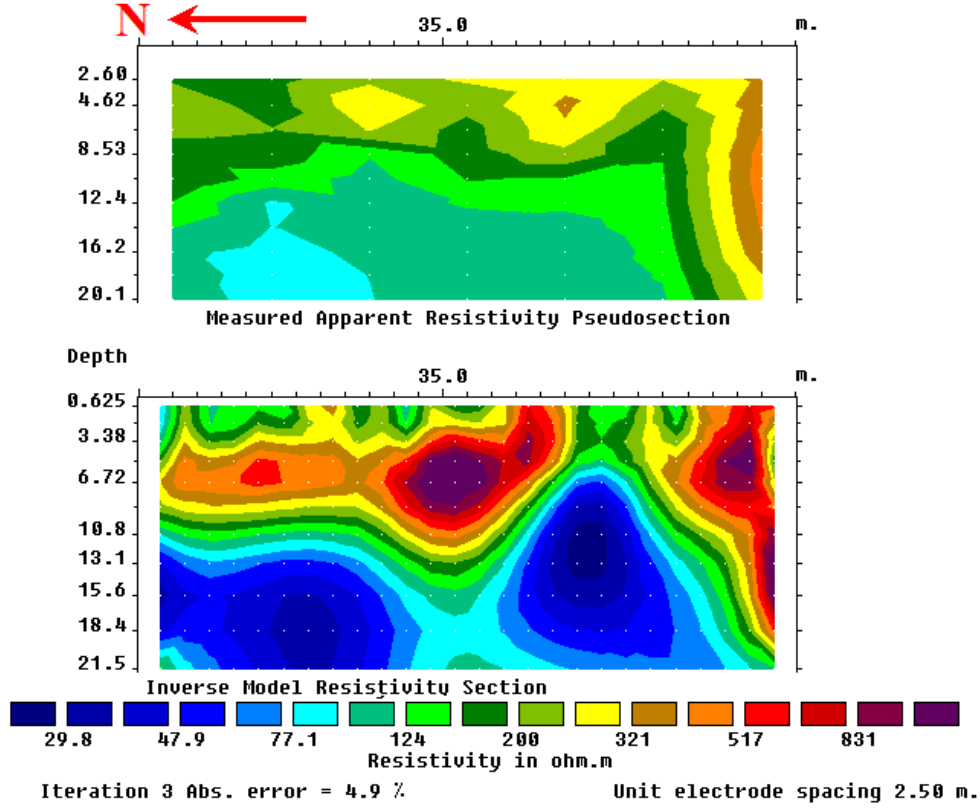 N
35.0 m.
2.60
4.62
8.53
12.4
16.2
20.1
Measured Apparent Resistivity Pseudosection
Depth
35.0 m.
0.625
3.38
6.72
10.8
13.1
15.6
18.4
21.5
Inverse Model Resistivity Section
29.8 47.9 77.1 124 200 321 517 831
Resistivity in ohm.m
Iteration 3 Abs. error = 4.9 % Unit electrode spacing 2.50 m.